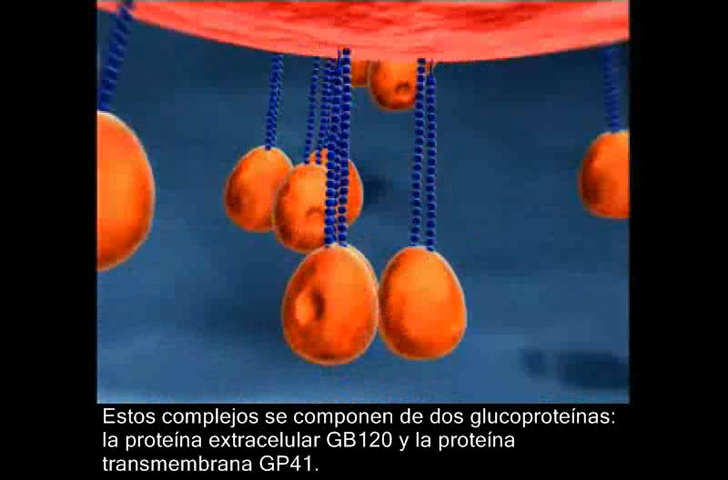 Estos complejos se componen de dos glucoproteínas:
la proteína extracelular GB120 y la proteína
transmembrana GP41.